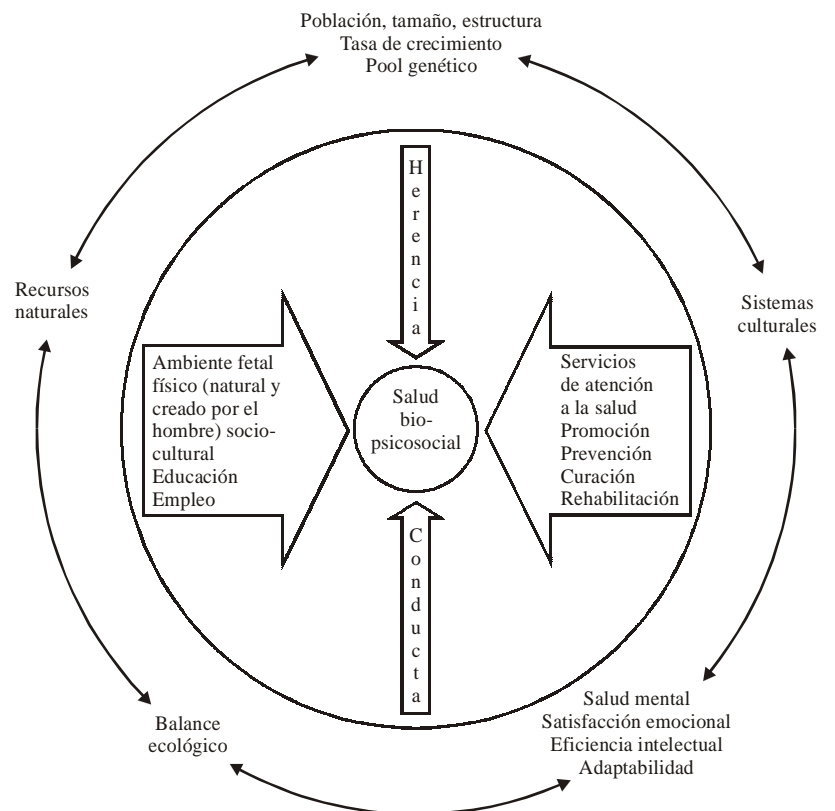 Población, tamaño, estructura
Tasa de crecimiento
Pool genético
Herencia
Recursos
naturales
Sistemas
culturales
Ambiente fetal
físico (natural y
creado por el
hombre) socio-
cultural
Educación
Empleo
Salud
bio-
psicosocial
Servicios
de atención
a la salud
Promoción
Prevención
Curación
Rehabilitación
Conducta
Balance
ecológico
Salud mental
Satisfacción emocional
Eficiencia intelectual
Adaptabilidad